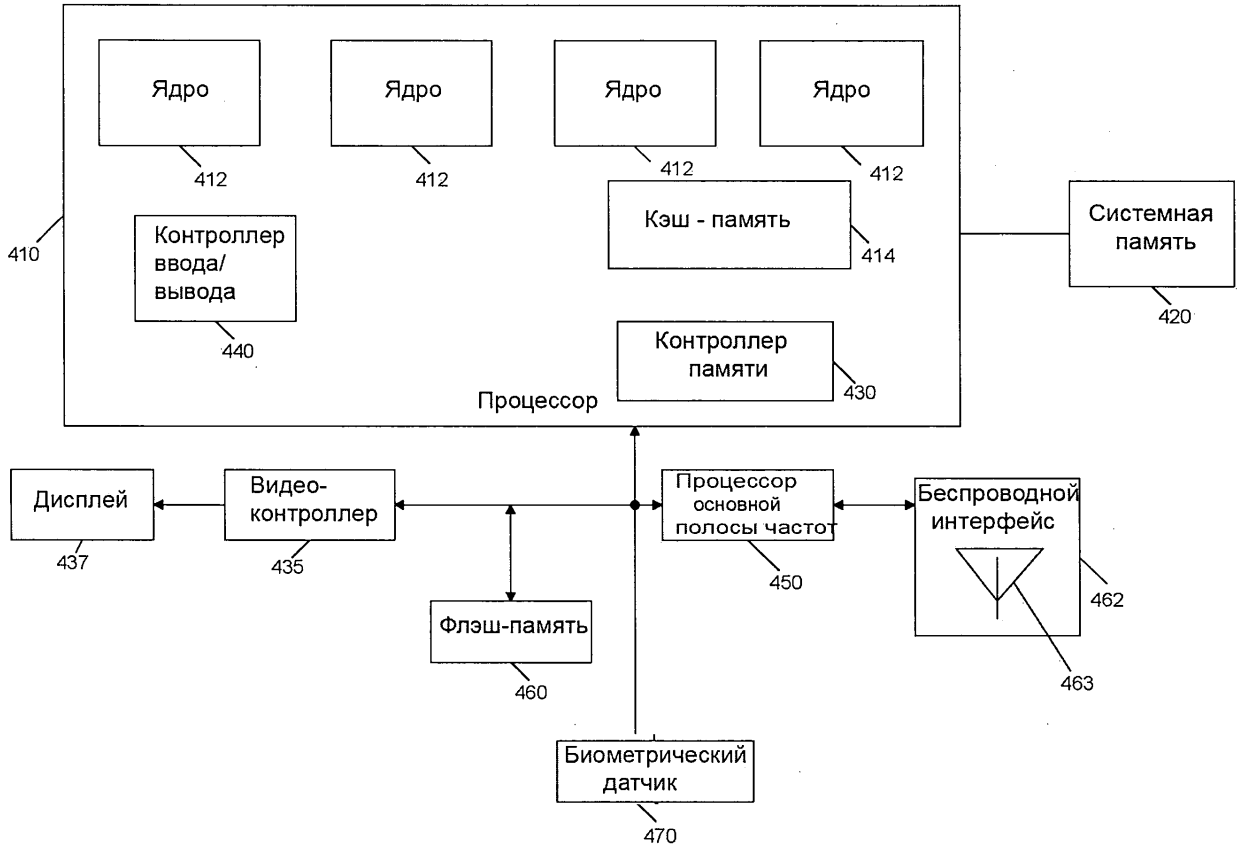 Ядро
Ядро
Ядро
Ядро
412
412
412
412
Кэш - память
414
Системная
память
420
410
Контроллер
ввода/
вывода
440
Контроллер
памяти
430
Процессор
Дисплей
437
Видео-
контроллер
435
Процессор
основной
полосы частот
450
Беспроводной
интерфейс
462
463
Флэш-память
460
Биометрический
датчик
470